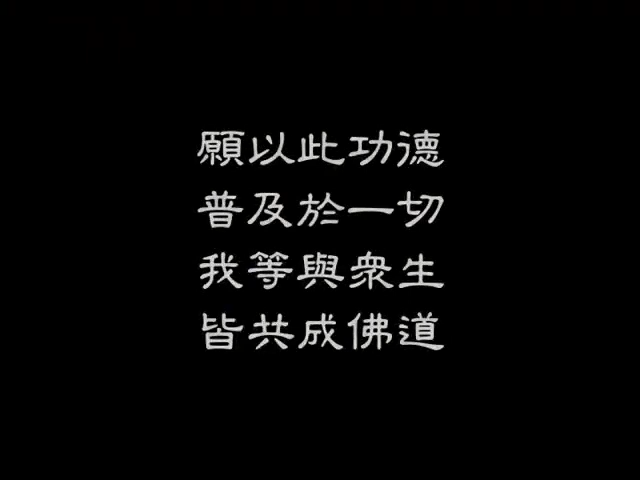 願以此功德
普及於一切
我等與衆生
皆共成佛道